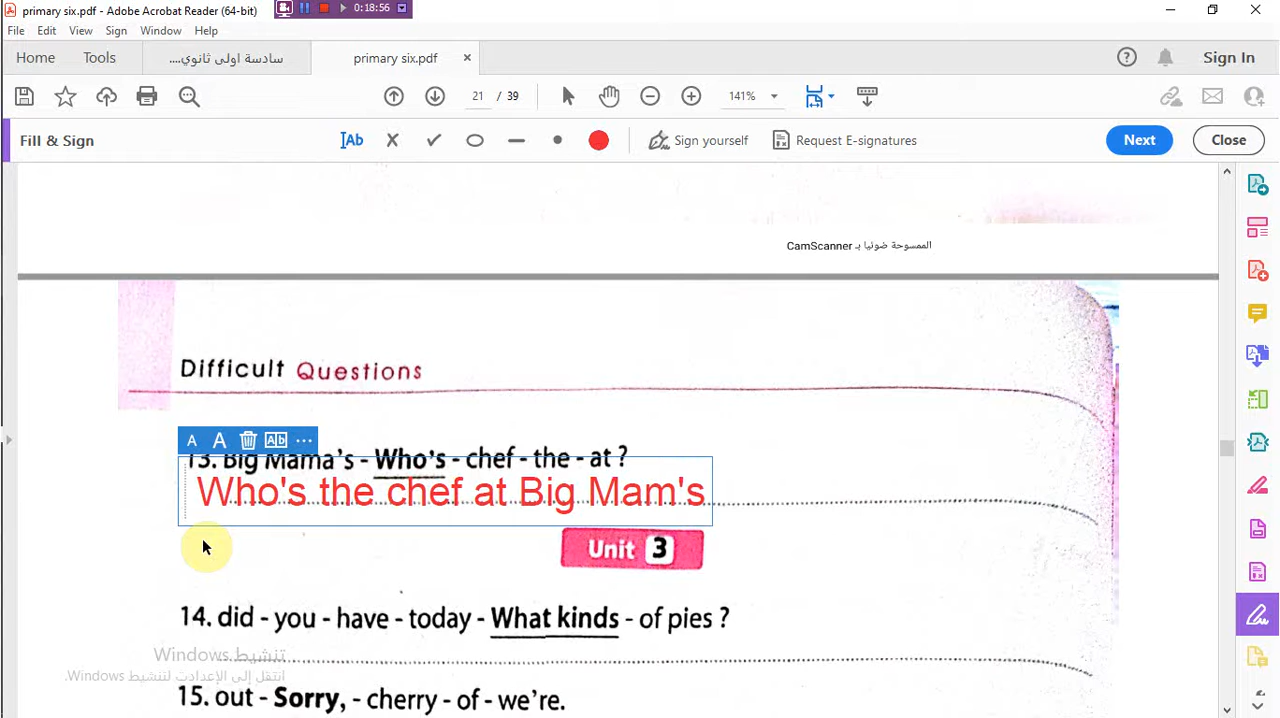 primary six.pdf - Adobe Acrobat Reader (64-bit)
0:18:56
File Edit View Sign Window Help
Home Tools
سادسة اولى ثانوي....
primary six.pdf
Sign In
21 / 39
141%
Fill & Sign
Ab
Sign yourself
Request E-signatures
Next
Close
الممسوحة ضوئيا بـ CamScanner
Difficult Questions
A A Ab ...
13. Big Mama's - Who's - chef - the - at ?
Who's the chef at Big Mam's
Unit 3
14. did - you - have - today - What kinds - of pies ?
تنشيط Windows
انتقل إلى الإعدادت لتنشيط Windows.
15. out - Sorry, - cherry - of - we're.